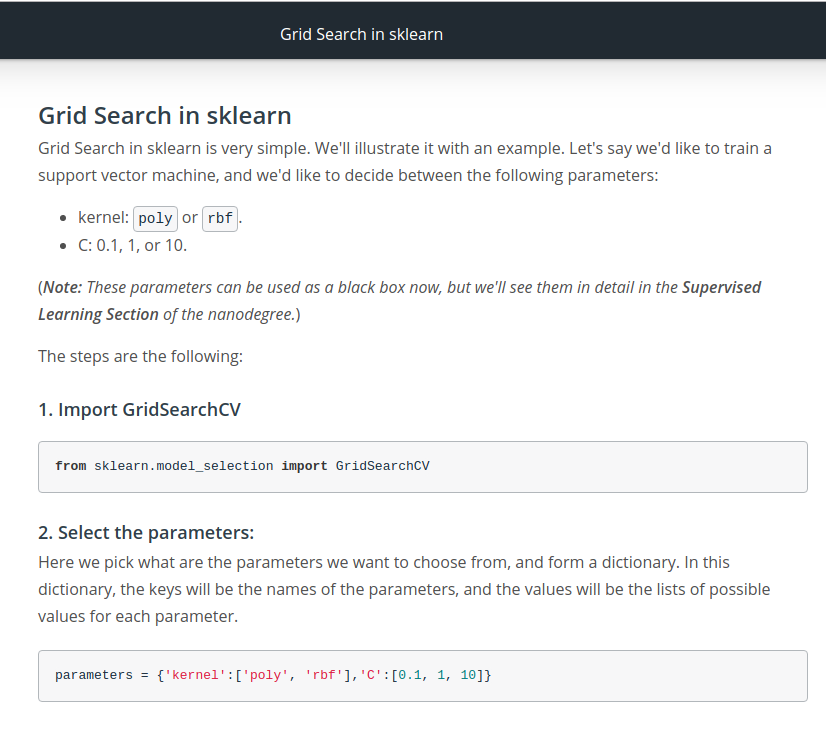 Grid Search in sklearn
Grid Search in sklearn
Grid Search in sklearn is very simple. We'll illustrate it with an example. Let's say we'd like to train a
support vector machine, and we'd like to decide between the following parameters:
• kernel: poly or rbf.
• C: 0.1, 1, or 10.
(Note: These parameters can be used as a black box now, but we'll see them in detail in the Supervised
Learning Section of the nanodegree.)
The steps are the following:
1. Import GridSearchCV
from sklearn.model_selection import GridSearchCV
2. Select the parameters:
Here we pick what are the parameters we want to choose from, and form a dictionary. In this
dictionary, the keys will be the names of the parameters, and the values will be the lists of possible
values for each parameter.
parameters = {'kernel':['poly', 'rbf'],'C':[0.1, 1, 10]}